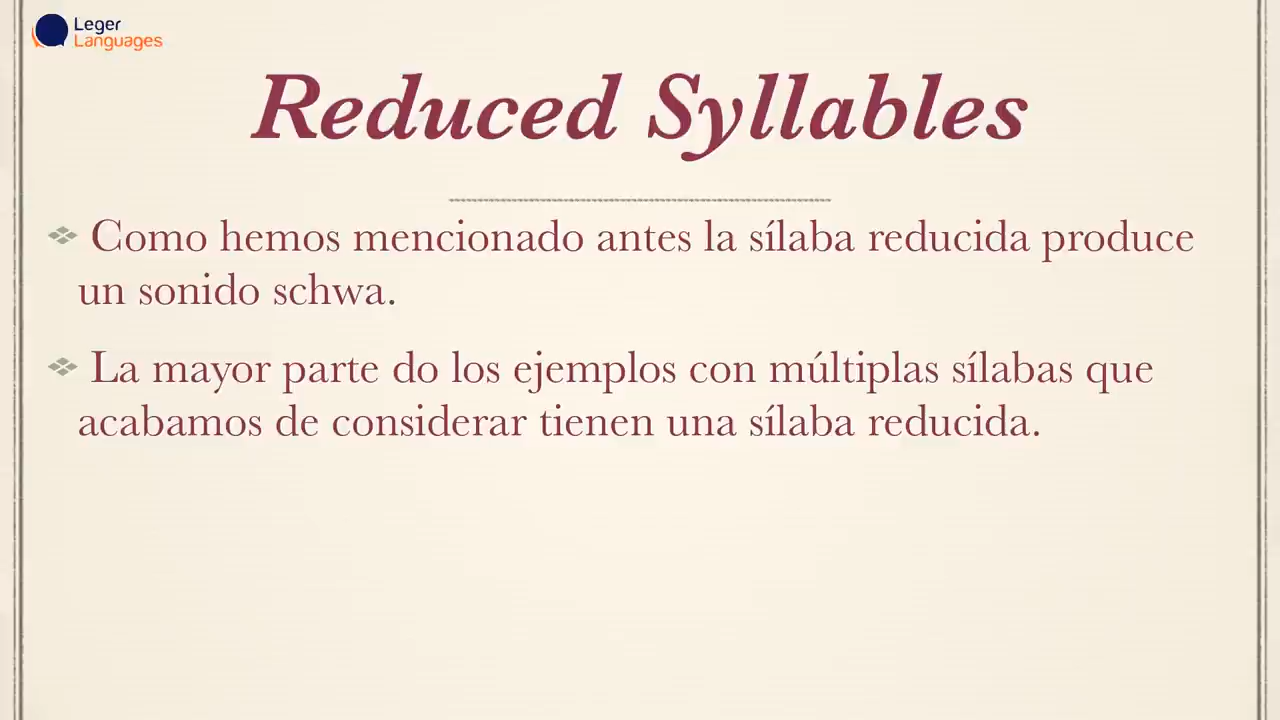 Leger
Languages
Reduced Syllables
Como hemos mencionado antes la sílaba reducida produce
un sonido schwa.
La mayor parte do los ejemplos con múltiplas sílabas que
acabamos de considerar tienen una sílaba reducida.